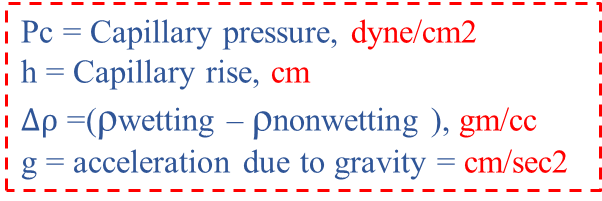 Pc = Capillary pressure, dyne/cm2
h = Capillary rise, cm
Δρ =(ρwetting – ρnonwetting ), gm/cc
g = acceleration due to gravity = cm/sec2